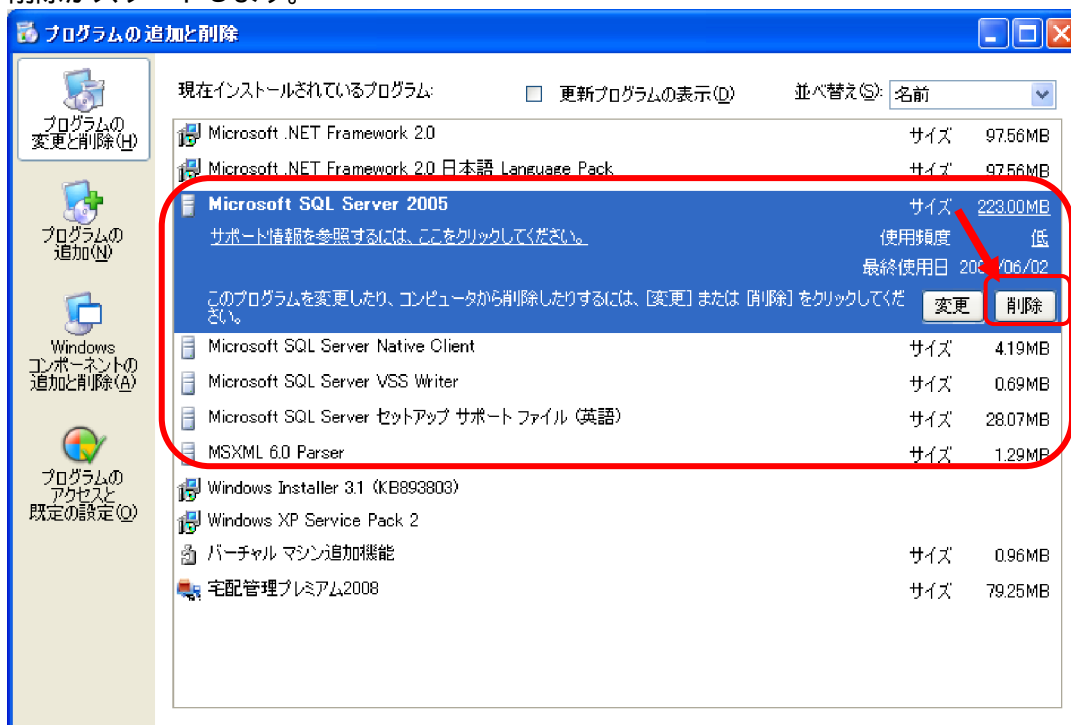 プログラムの追加と削除
プログラムの
変更と削除(H)
プログラムの
追加(N)
Windows
コンポーネントの
追加と削除(A)
プログラムの
アクセスと
既定の設定(O)
現在インストールされているプログラム:
更新プログラムの表示(D)
並べ替え(S): 名前
Microsoft .NET Framework 2.0 サイズ 97.56MB
Microsoft .NET Framework 2.0 日本語 Language Pack サイズ 97.56MB
Microsoft SQL Server 2005 サイズ 223.00MB
サポート情報を参照するには、ここをクリックしてください。 使用頻度 低
最終使用日 /06/02
このプログラムを変更したり、コンピュータから削除したりするには、[変更] または [削除] をクリックしてくだ
さい。
変更 削除
Microsoft SQL Server Native Client サイズ 4.19MB
Microsoft SQL Server VSS Writer サイズ 0.69MB
Microsoft SQL Server セットアップ サポート ファイル (英語) サイズ 28.07MB
MSXML 6.0 Parser サイズ 1.29MB
Windows Installer 3.1 (KB893803)
Windows XP Service Pack 2
バーチャル マシン追加機能 サイズ 0.96MB
宅配管理プレミアム2008 サイズ 79.25MB